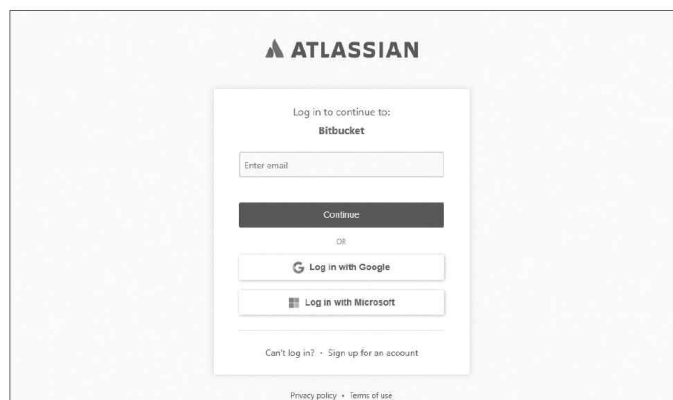 ATLASSIAN
Log in to continue to:
Bitbucket
Enter email
Continue
OR
Log in with Google
Log in with Microsoft
Can't log in? • Sign up for an account
Privacy policy • Terms of use